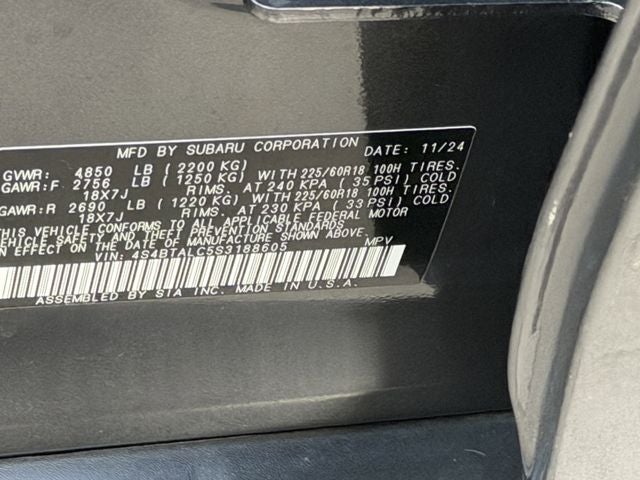 MFD BY SUBARU CORPORATION DATE: 11/24
GVWR: 4850 LB (2200 KG)
GAWR:F 2756 LB (1250 KG) WITH 225/60R18 100H TIRES.
18X7J RIMS. AT 240 KPA (35 PSI) COLD
GAWR:R 2690 LB (1220 KG) WITH 225/60R18 100H TIRES.
18X7J RIMS. AT 230 KPA (33 PSI) COLD
THIS VEHICLE CONFORMS TO ALL APPLICABLE FEDERAL MOTOR
VEHICLE SAFETY AND THEFT PREVENTION STANDARDS
IN EFFECT ON THE DATE OF MANUFACTURE SHOWN ABOVE.
VIN: 4S4BTALC5S3188605 MPV
ASSEMBLED BY SIA INC. MADE IN U.S.A.